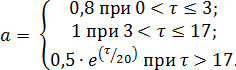 a = { 0,8 при 0 < τ ≤ 3;
1 при 3 < τ ≤ 17;
0,5 · e^(τ/20) при τ > 17.